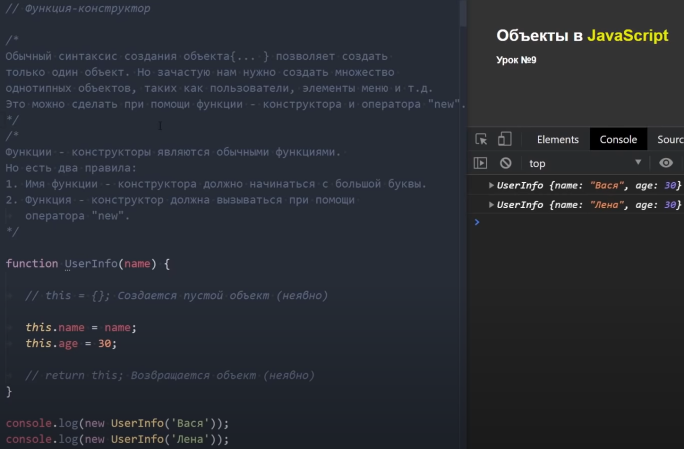 // Функция-конструктор
/*
Обычный синтаксис создания объекта{... } позволяет создать
только один объект. Но зачастую нам нужно создать множество
однотипных объектов, таких как пользователи, элементы меню и т.д.
Это можно сделать при помощи функции - конструктора и оператора "new".
*/
/*
Функции - конструкторы являются обычными функциями.
Но есть два правила:
1. Имя функции - конструктора должно начинаться с большой буквы.
2. Функция - конструктор должна вызываться при помощи
оператора "new".
*/
function UserInfo(name) {
// this = {}; Создается пустой объект (неявно)
this.name = name;
this.age = 30;
// return this; Возвращается объект (неявно)
}
console.log(new UserInfo('Вася'));
console.log(new UserInfo('Лена'));
Объекты в JavaScript
Урок №9
Elements Console Sourc
top
UserInfo {name: "Вася", age: 30}
UserInfo {name: "Лена", age: 30}